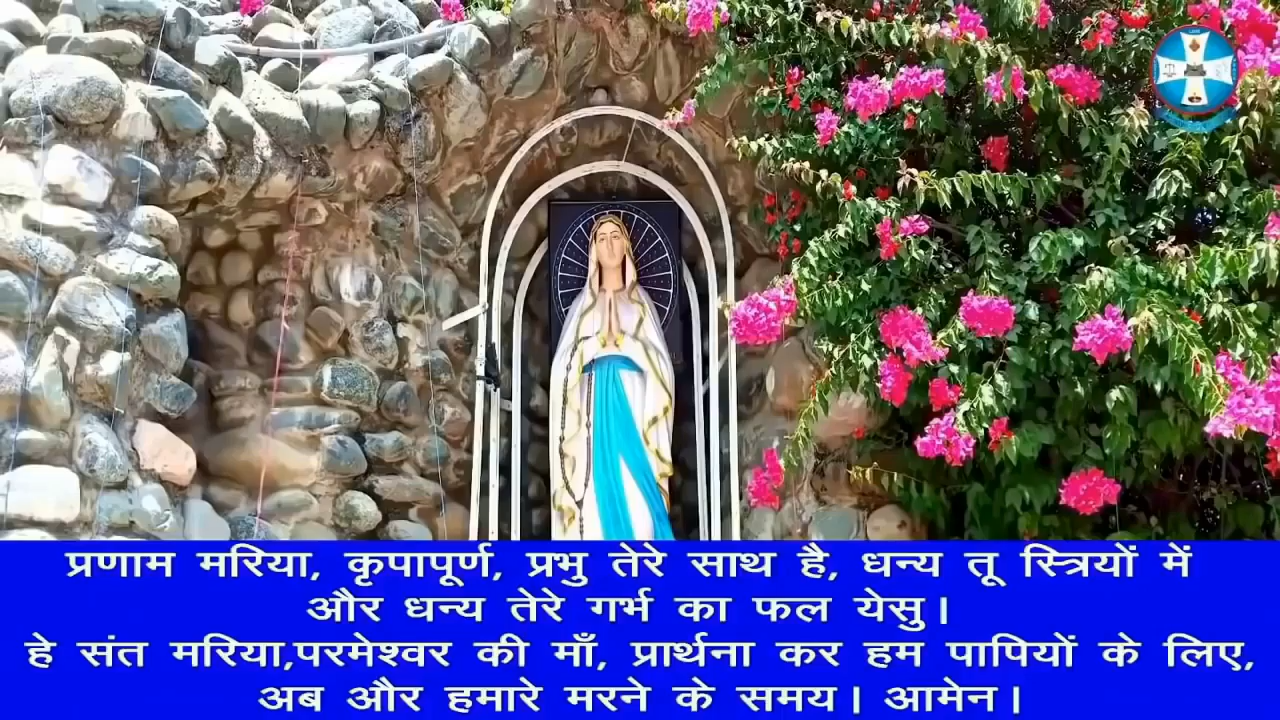 प्रणाम मरिया, कृपापूर्ण, प्रभु तेरे साथ है, धन्य तू स्त्रियों में
और धन्य तेरे गर्भ का फल येसु।
हे संत मरिया,परमेश्वर की माँ, प्रार्थना कर हम पापियों के लिए,
अब और हमारे मरने के समय। आमेन।